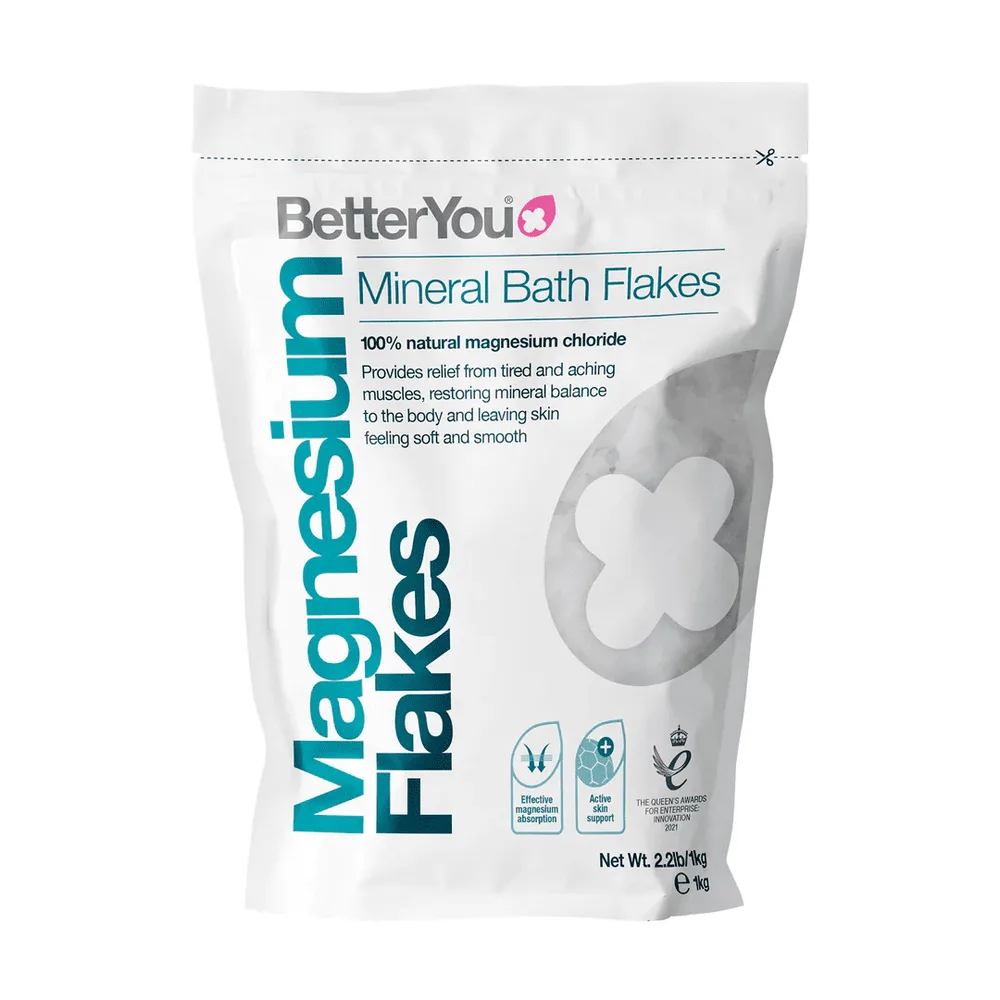 BetterYou®
Magnesium
Flakes
Mineral Bath Flakes
100% natural magnesium chloride
Provides relief from tired and aching
muscles, restoring mineral balance
to the body and leaving skin
feeling soft and smooth
Effective
magnesium
absorption
Active
skin
support
THE QUEEN'S AWARDS
FOR ENTERPRISE:
INNOVATION
2021
Net Wt. 2.2lb/1kg
℮ 1kg